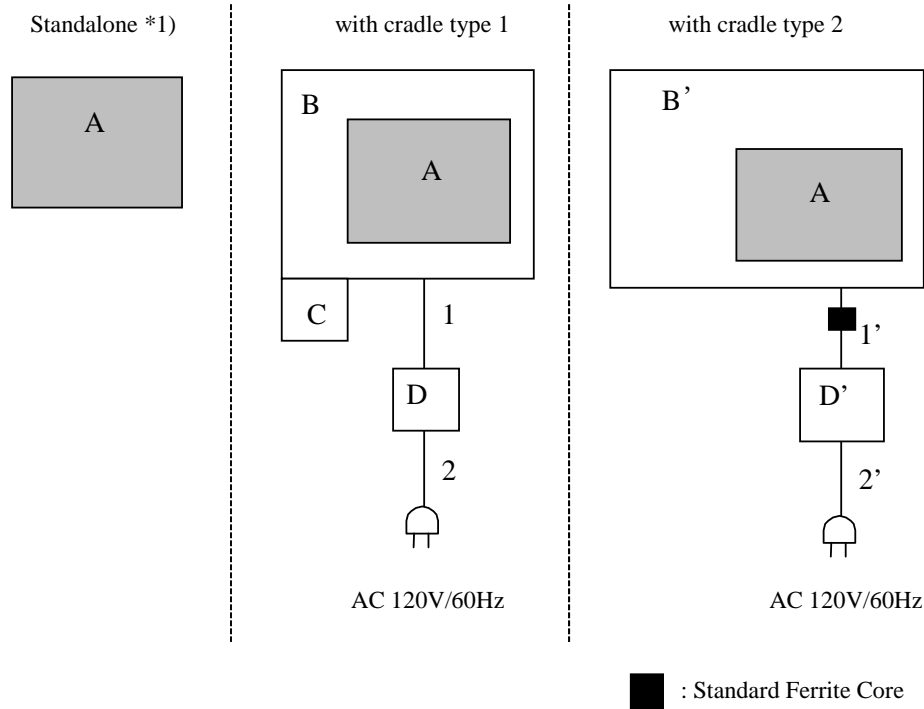 Standalone *1)
with cradle type 1
with cradle type 2
A
B
A
B’
A
C
1
1’
D
D’
2
2’
AC 120V/60Hz
AC 120V/60Hz
: Standard Ferrite Core